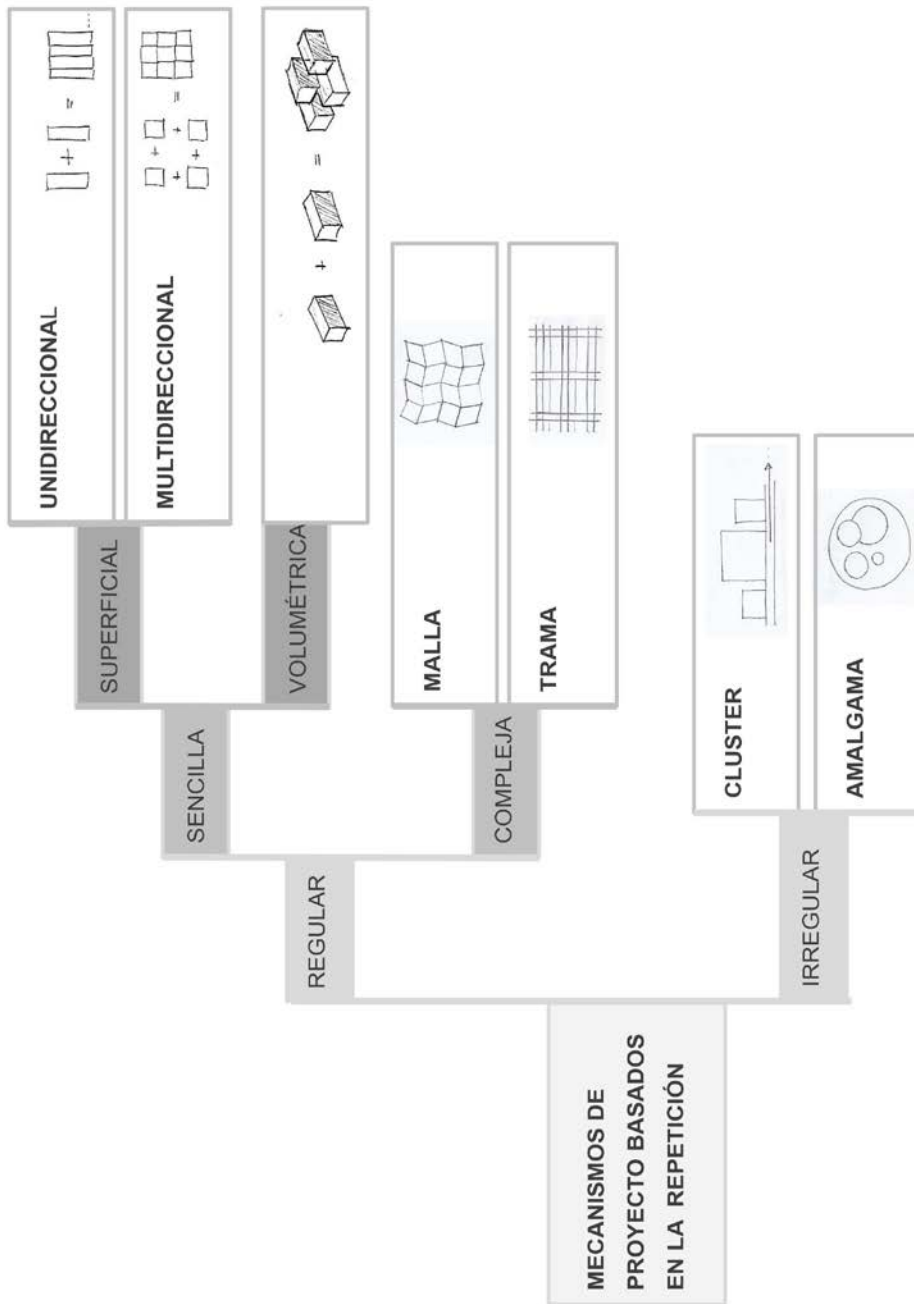 MECANISMOS DE
PROYECTO BASADOS
EN LA REPETICIÓN
REGULAR
SENCILLA
SUPERFICIAL
UNIDIRECCIONAL
+ =
MULTIDIRECCIONAL
+ =
+ +
+
VOLUMÉTRICA
+ =
COMPLEJA
MALLA
TRAMA
IRREGULAR
CLUSTER
AMALGAMA